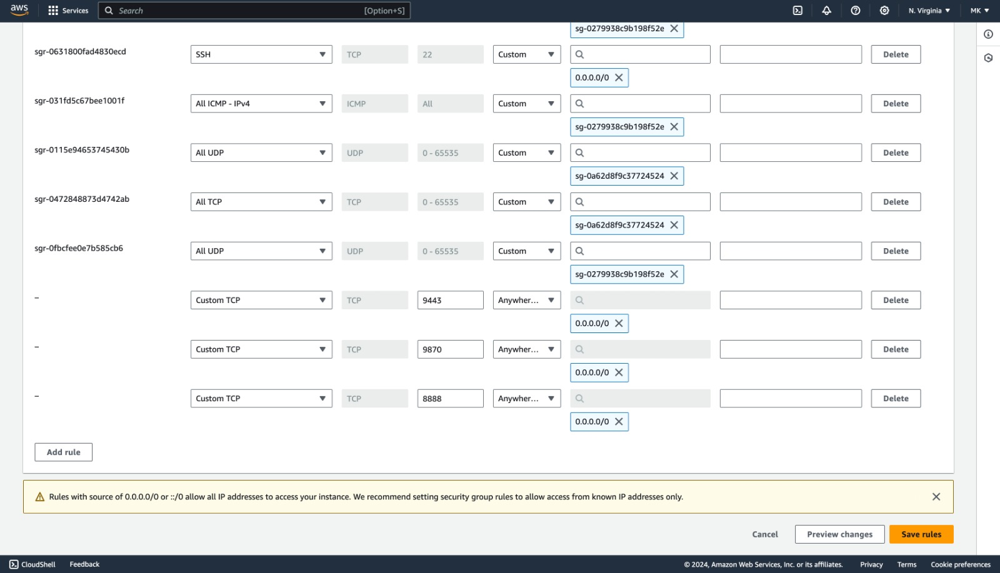 aws
Services
Search
[Option+S]
N. Virginia
MK
sg-0279938c9b198f52e
sgr-0631800fad4830ecd
SSH
TCP
22
Custom
Delete
0.0.0.0/0
sgr-031fd5c67bee1001f
All ICMP - IPv4
ICMP
All
Custom
Delete
sg-0279938c9b198f52e
sgr-0115e94653745430b
All UDP
UDP
0 - 65535
Custom
Delete
sg-0a62d8f9c37724524
sgr-0472848873d4742ab
All TCP
TCP
0 - 65535
Custom
Delete
sg-0a62d8f9c37724524
sgr-0fbcfee0e7b585cb6
All UDP
UDP
0 - 65535
Custom
Delete
sg-0279938c9b198f52e
–
Custom TCP
TCP
9443
Anywher...
Delete
0.0.0.0/0
–
Custom TCP
TCP
9870
Anywher...
Delete
0.0.0.0/0
–
Custom TCP
TCP
8888
Anywher...
Delete
0.0.0.0/0
Add rule
Rules with source of 0.0.0.0/0 or ::/0 allow all IP addresses to access your instance. We recommend setting security group rules to allow access from known IP addresses only.
Cancel
Preview changes
Save rules
CloudShell
Feedback
© 2024, Amazon Web Services, Inc. or its affiliates.
Privacy
Terms
Cookie preferences